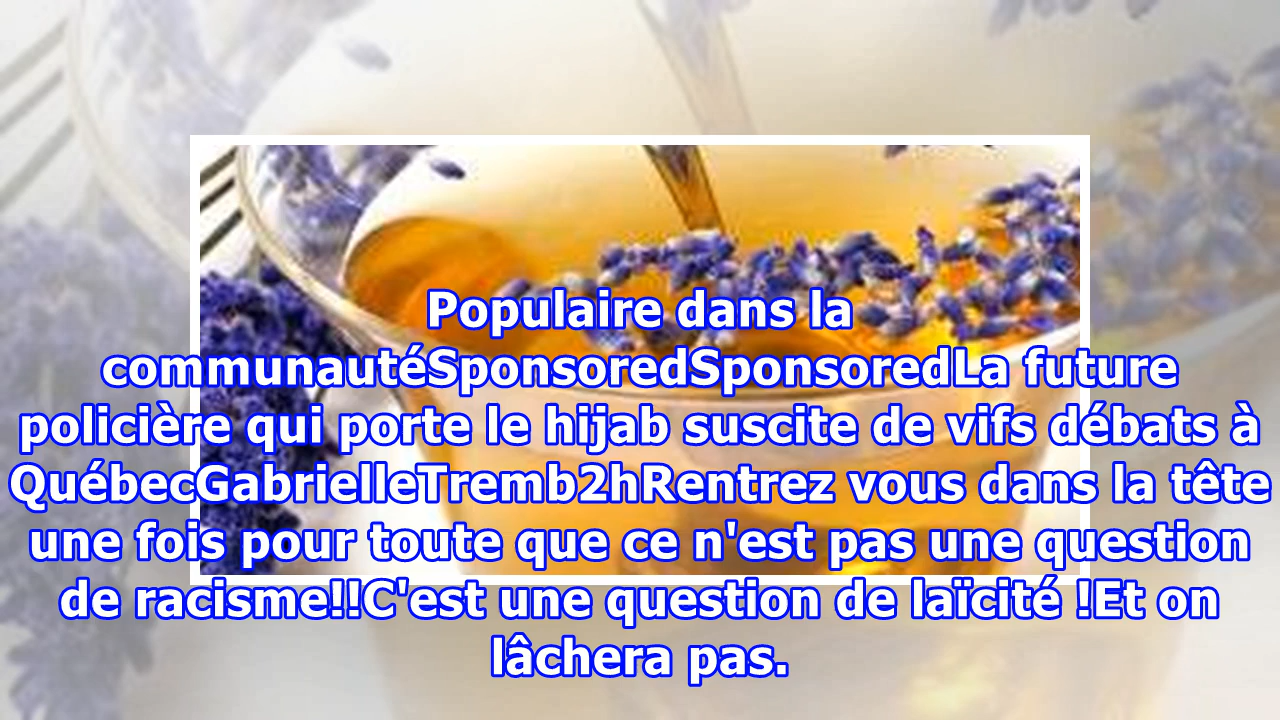 Populaire dans la
communautéSponsoredSponsoredLa future
policière qui porte le hijab suscite de vifs débats à
QuébecGabrielleTremb2hRentrez vous dans la tête
une fois pour toute que ce n'est pas une question
de racisme!!C'est une question de laïcité !Et on
lâchera pas.